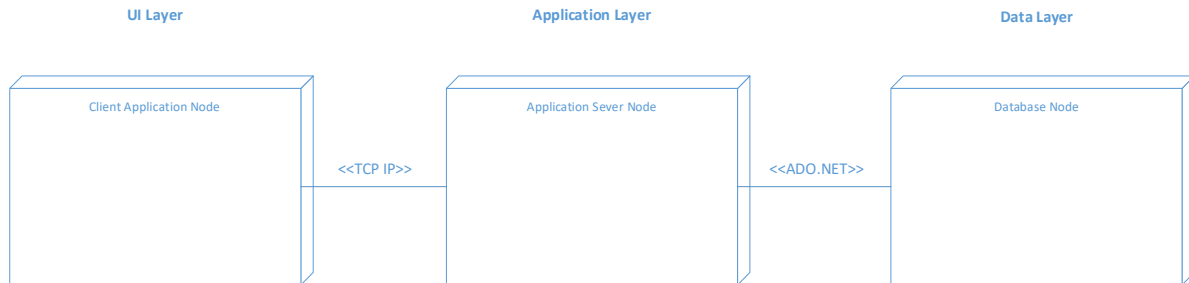 UI Layer
Application Layer
Data Layer
Client Application Node
Application Sever Node
Database Node
<<TCP IP>>
<<ADO.NET>>